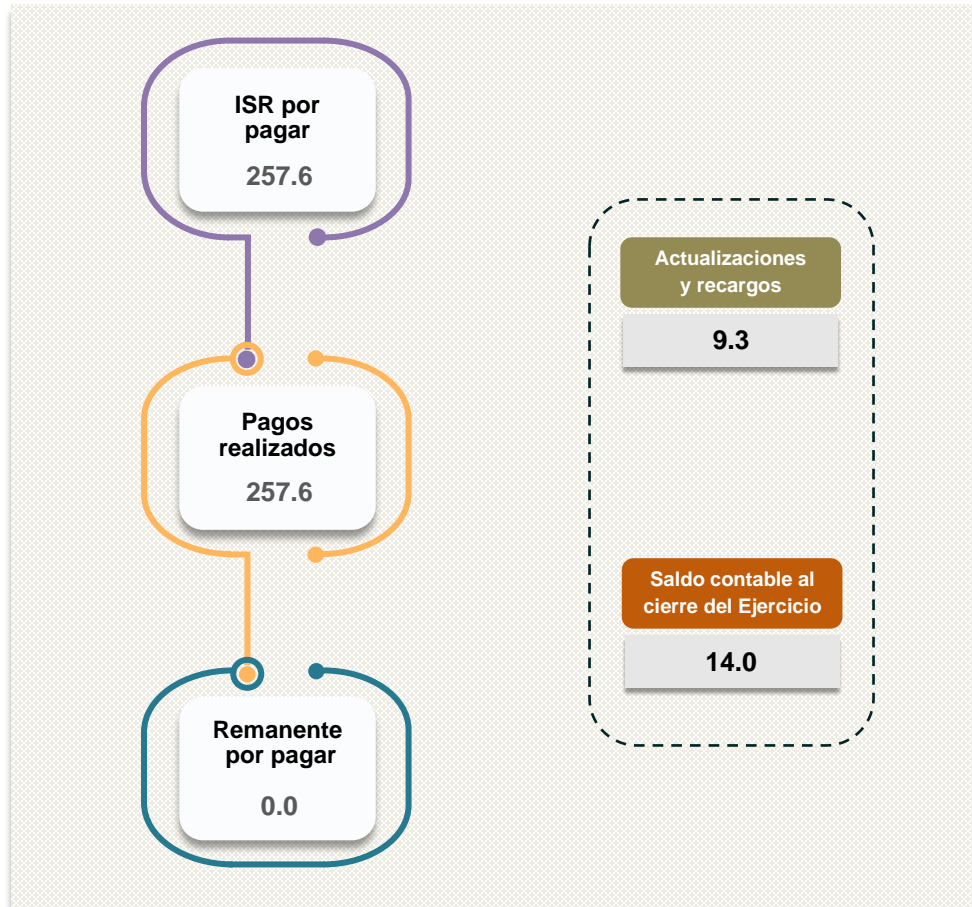 ISR por
pagar
257.6
Pagos
realizados
257.6
Remanente
por pagar
0.0
Actualizaciones
y recargos
9.3
Saldo contable al
cierre del Ejercicio
14.0